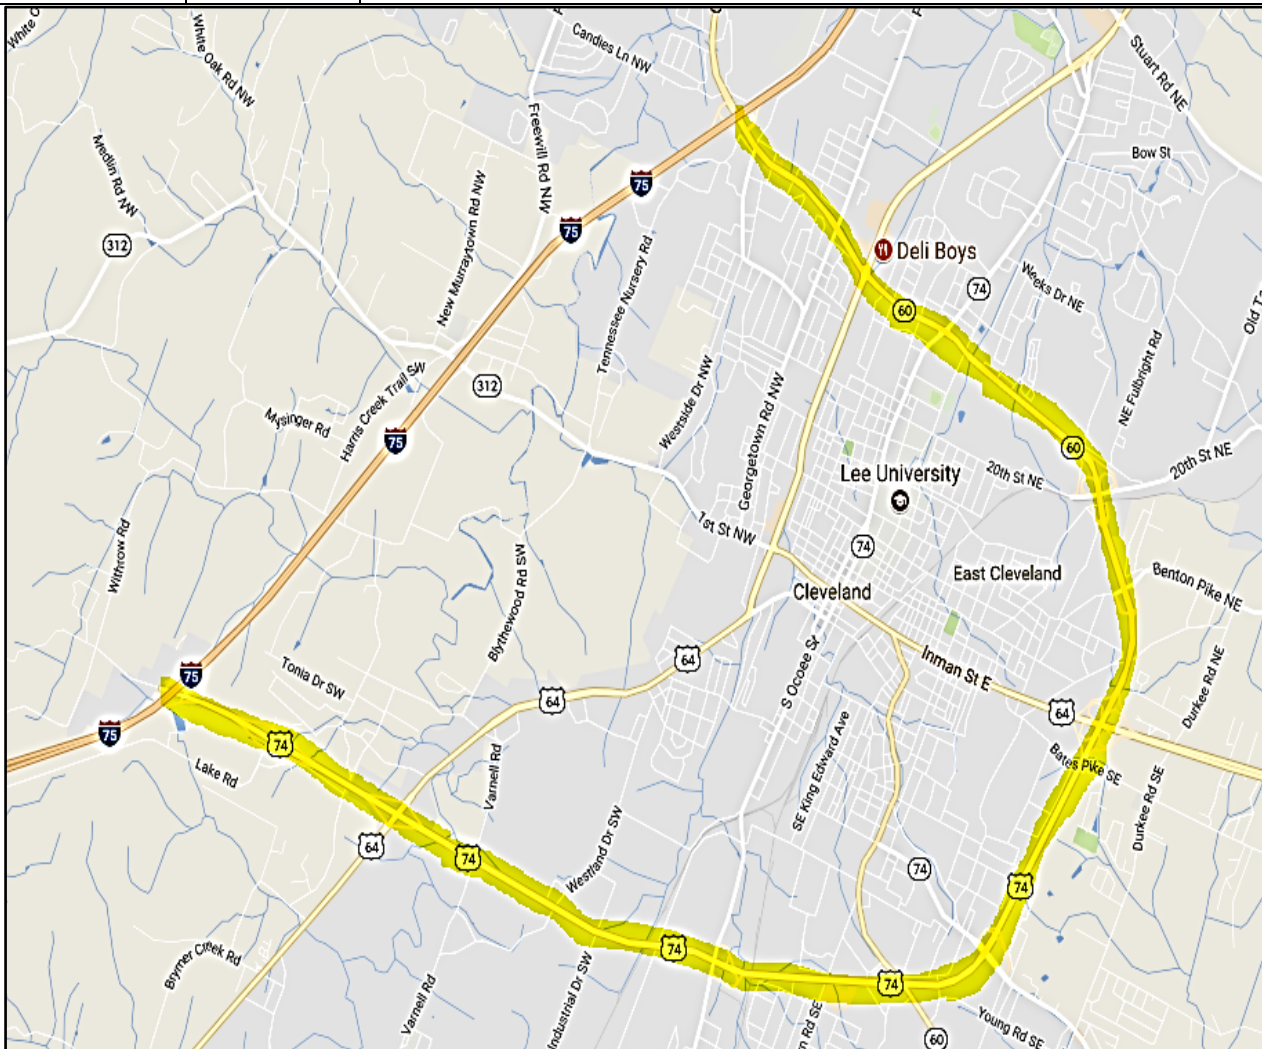 White O
White Oak Rd NW
Candies Ln NW
Stuart Rd NE
Medlin Rd NW
Freewill Rd NW
Bow St
75
New Murraytown Rd NW
75
312
Tennessee Nursery Rd
Deli Boys
74
Weeks Dr NE
60
Old Ta
Harris Creek Trail SW
312
Westside Dr NW
Georgetown Rd NW
NE Fulbright Rd
Mysinger Rd
75
60
20th St NE
20th St NE
Lee University
1st St NW
74
Withrow Rd
Blythewood Rd SW
East Cleveland
Benton Pike NE
Cleveland
64
Inman St E
75
Tonia Dr SW
S Ocoee St
Durkee Rd NE
64
64
75
74
Lake Rd
Varnell Rd
SE King Edward Ave
Bates Pike SE
Durkee Rd SE
64
74
Westland Dr SW
74
74
Brymer Creek Rd
74
Varnell Rd
Industrial Dr SW
74
n Rd SE
Young Rd SE
60